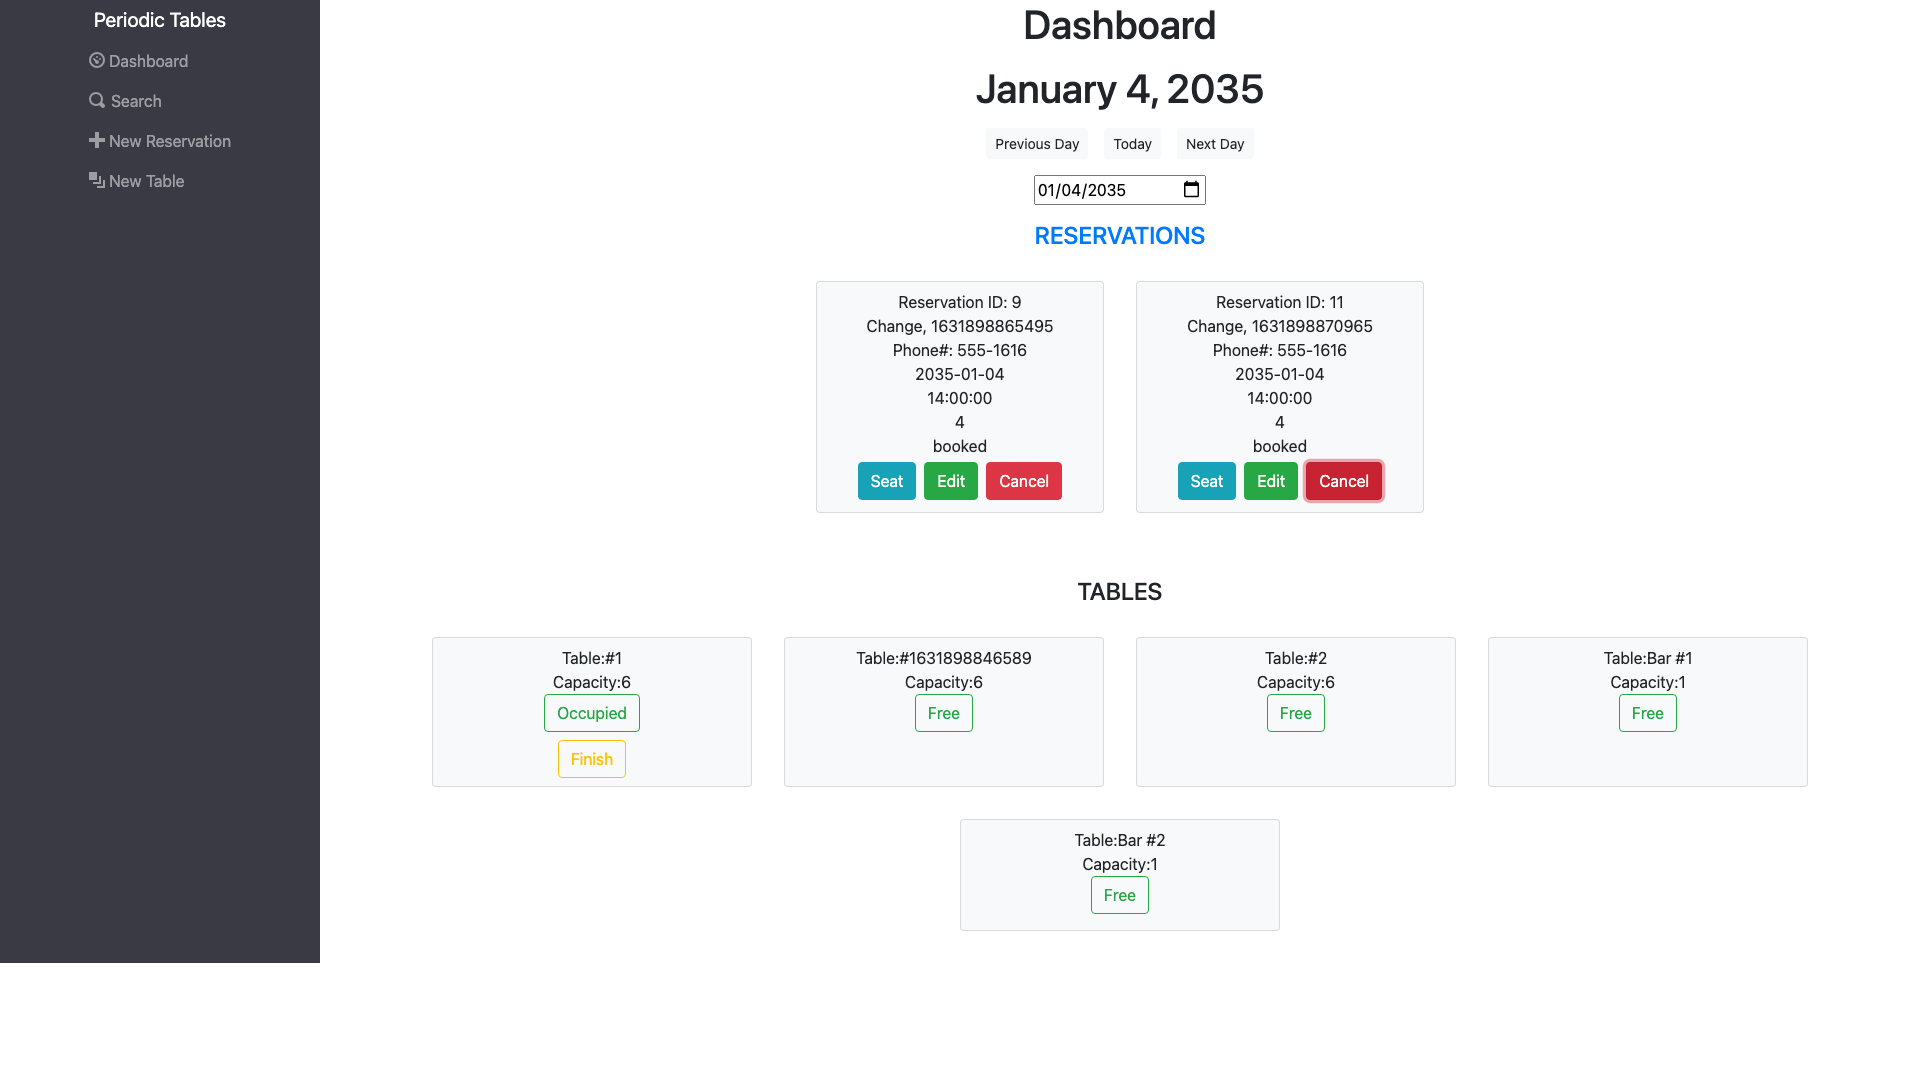 Periodic Tables
Dashboard
Search
New Reservation
New Table
Dashboard
January 4, 2035
Previous Day
Today
Next Day
01/04/2035
RESERVATIONS
Reservation ID: 9
Change, 1631898865495
Phone#: 555-1616
2035-01-04
14:00:00
4
booked
Seat
Edit
Cancel
Reservation ID: 11
Change, 1631898870965
Phone#: 555-1616
2035-01-04
14:00:00
4
booked
Seat
Edit
Cancel
TABLES
Table:#1
Capacity:6
Occupied
Finish
Table:#1631898846589
Capacity:6
Free
Table:#2
Capacity:6
Free
Table:Bar #1
Capacity:1
Free
Table:Bar #2
Capacity:1
Free